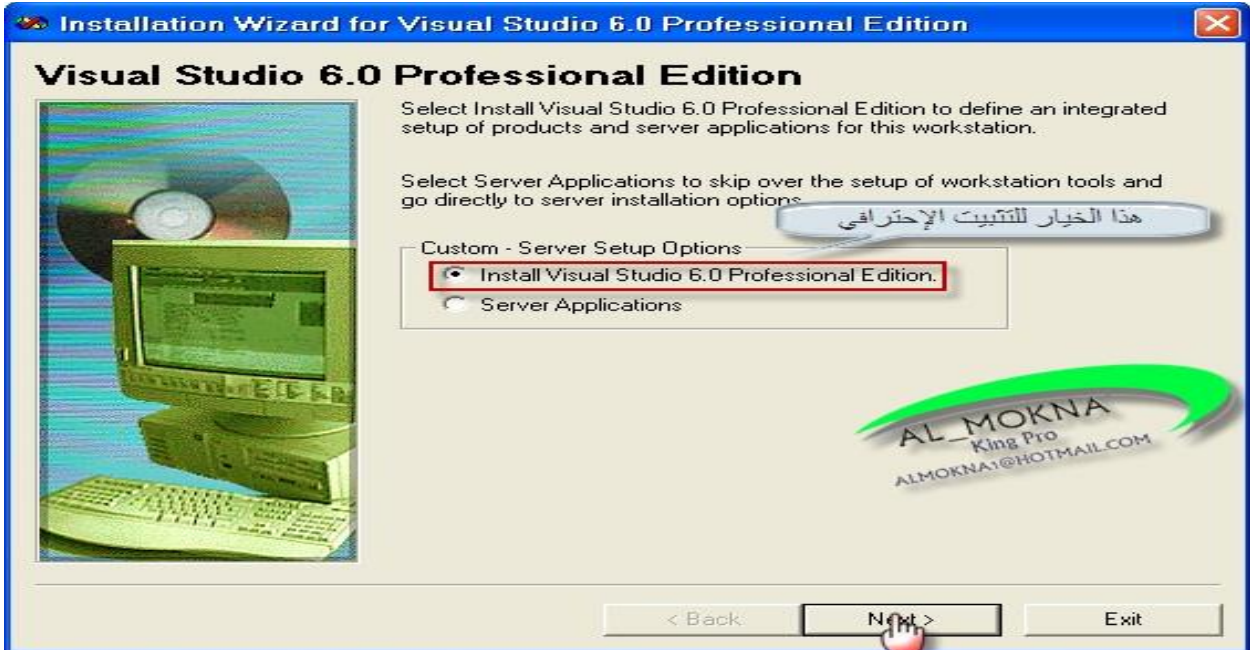 Installation Wizard for Visual Studio 6.0 Professional Edition
Visual Studio 6.0 Professional Edition
Select Install Visual Studio 6.0 Professional Edition to define an integrated
setup of products and server applications for this workstation.
Select Server Applications to skip over the setup of workstation tools and
go directly to server installation options.
هذا الخيار للتثبيت الإحترافي
Custom - Server Setup Options
Install Visual Studio 6.0 Professional Edition.
Server Applications
AL_MOKNA
King Pro
ALMOKNA1@HOTMAIL.COM
< Back
Next >
Exit